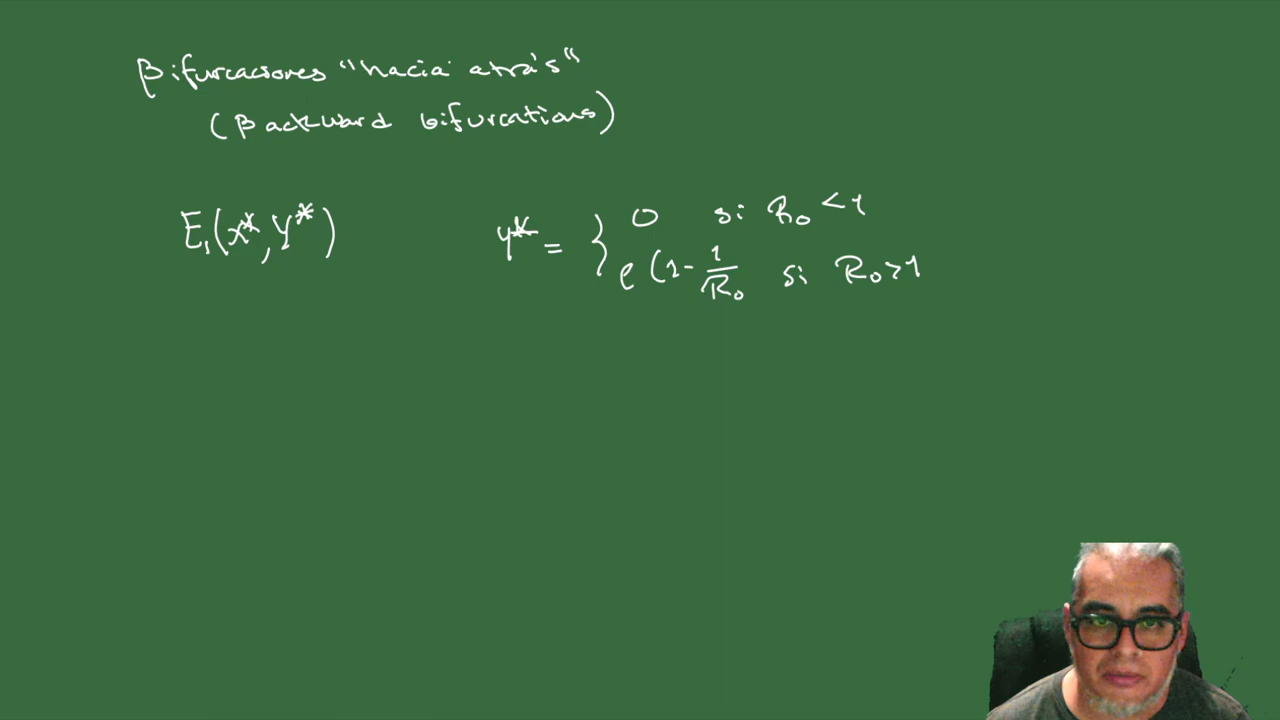 Bifurcaciones "hacia atrás"
(Backward bifurcations)
E₁(x*, y*)
y* = { 0 si R₀ < 1
ρ (1 - 1/R₀ si R₀ > 1